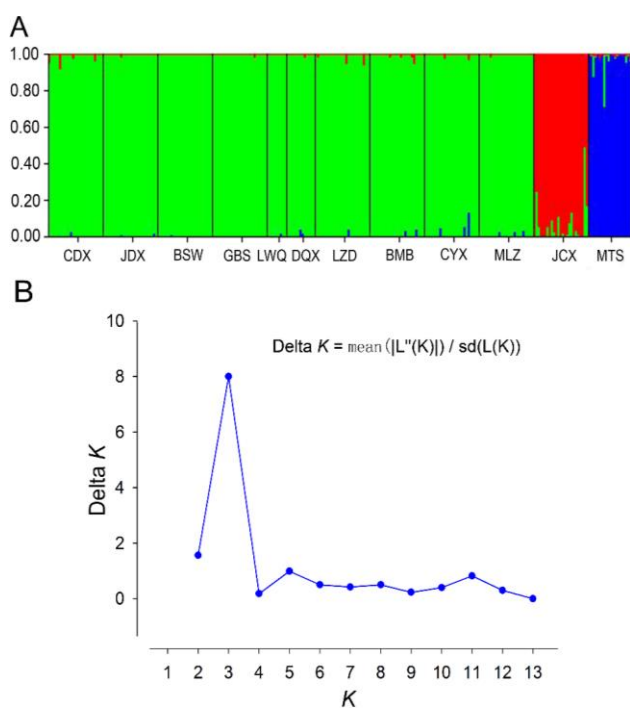 A
1.00
0.80
0.60
0.40
0.20
0.00
CDX JDX BSW GBS LWQ DQX LZD BMB CYX MLZ JCX MTS
B
Delta K = mean(|L"(K)|) / sd(L(K))
10
8
6
4
2
0
Delta K
1 2 3 4 5 6 7 8 9 10 11 12 13
K